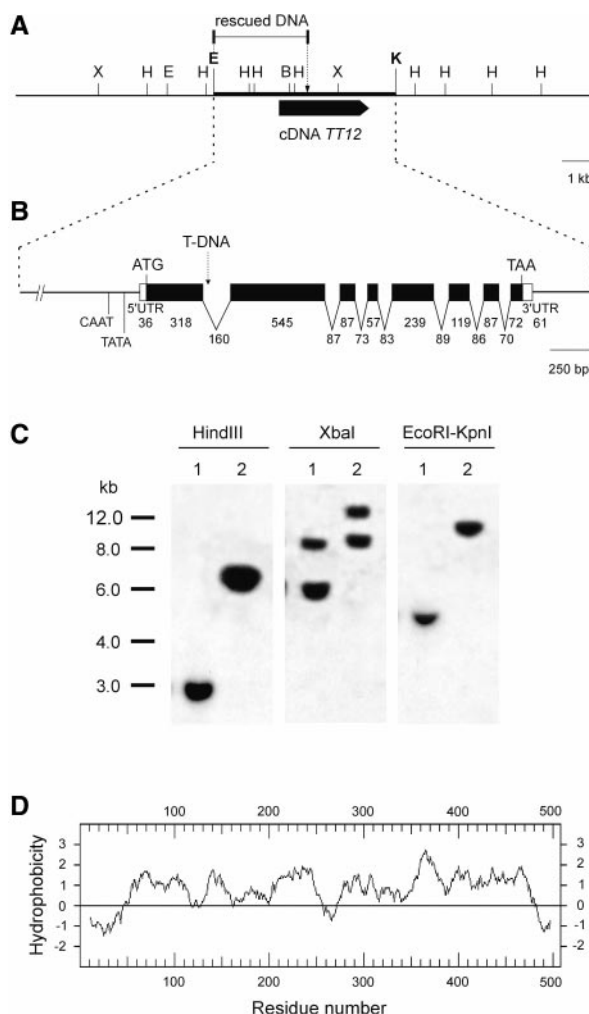 A
rescued DNA
E K
X H E H H H B H X H H H H
cDNA TT12
1 kb
B
T-DNA
ATG TAA
5'UTR 3'UTR
CAAT 36 318 545 87 57 239 119 87 72 61
TATA 160 87 73 83 89 86 70
250 bp
C
HindIII XbaI EcoRI-KpnI
1 2 1 2 1 2
kb
12.0
8.0
6.0
4.0
3.0
D
100 200 300 400 500
3 3
2 2
1 1
0 0
-1 -1
-2 -2
Hydrophobicity
100 200 300 400 500
Residue number